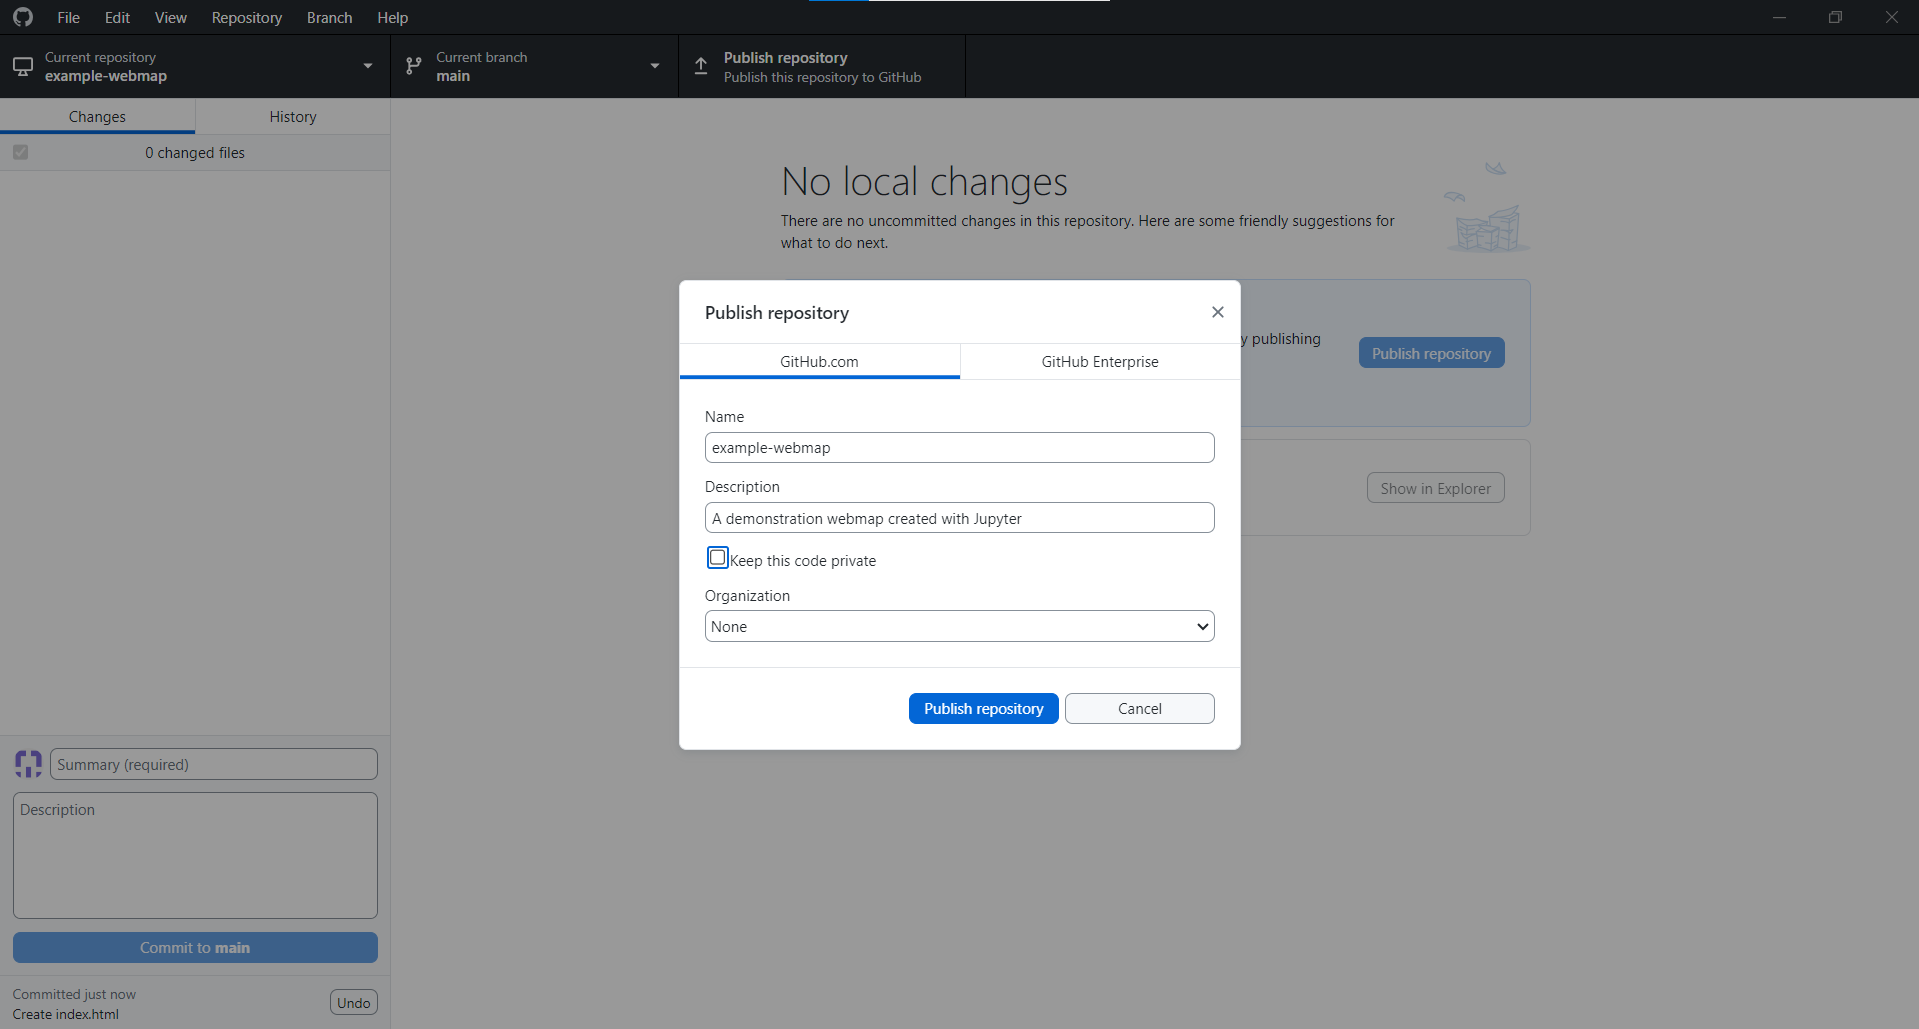 File Edit View Repository Branch Help
Current repository
example-webmap
Current branch
main
Publish repository
Publish this repository to GitHub
Changes
History
0 changed files
No local changes
There are no uncommitted changes in this repository. Here are some friendly suggestions for
what to do next.
y publishing
Publish repository
Show in Explorer
Publish repository
GitHub.com
GitHub Enterprise
Name
example-webmap
Description
A demonstration webmap created with Jupyter
Keep this code private
Organization
None
Publish repository
Cancel
Summary (required)
Description
Commit to main
Committed just now
Create index.html
Undo